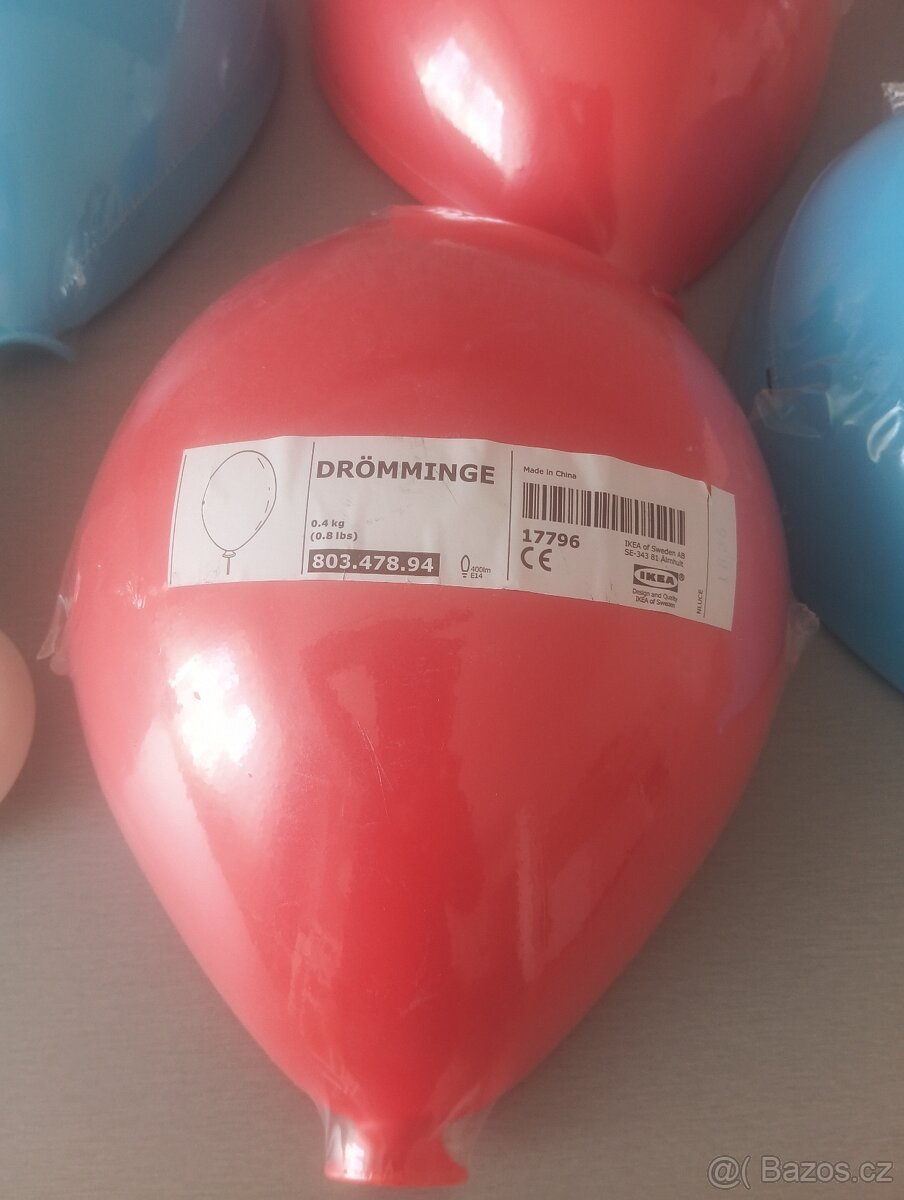 DRÖMMINGE
0.4 kg
(0.8 lbs)
803.478.94
400lm
E14
Made in China
17796
CE
IKEA of Sweden AB
SE-343 81 Älmhult
IKEA®
Design and Quality
IKEA of Sweden
@( Bazos.cz